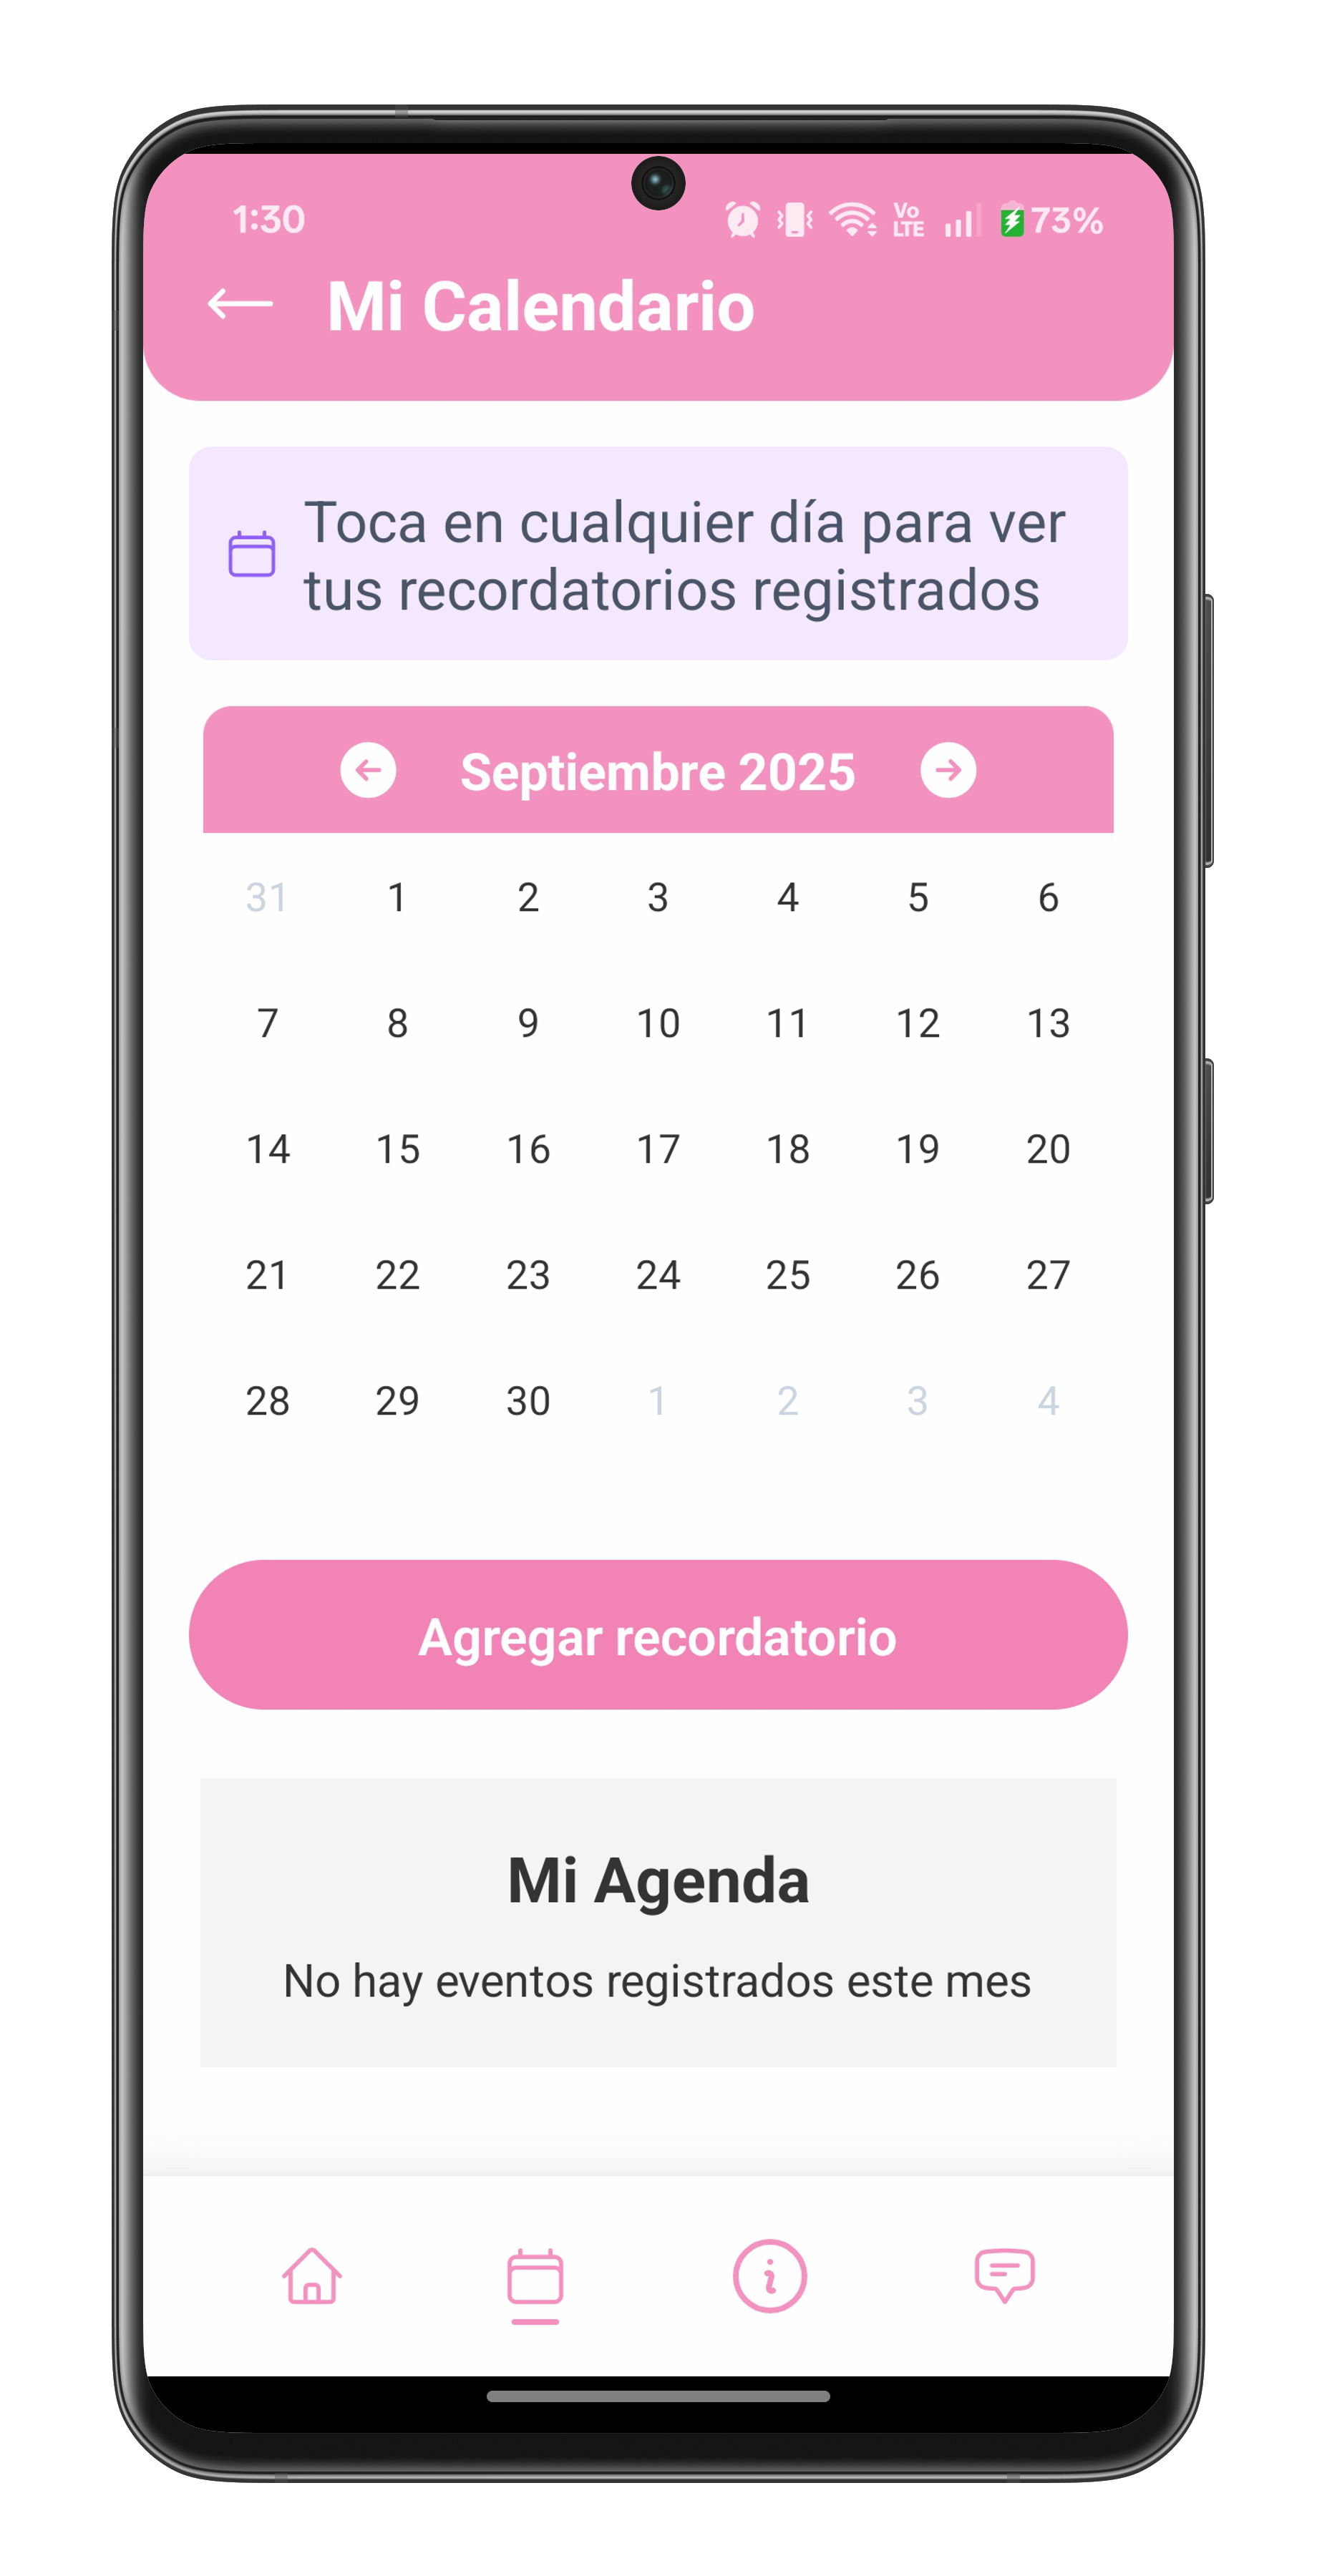 1:30 Vo LTE 73%
Mi Calendario
Toca en cualquier día para ver
tus recordatorios registrados
Septiembre 2025
31 1 2 3 4 5 6
7 8 9 10 11 12 13
14 15 16 17 18 19 20
21 22 23 24 25 26 27
28 29 30 1 2 3 4
Agregar recordatorio
Mi Agenda
No hay eventos registrados este mes